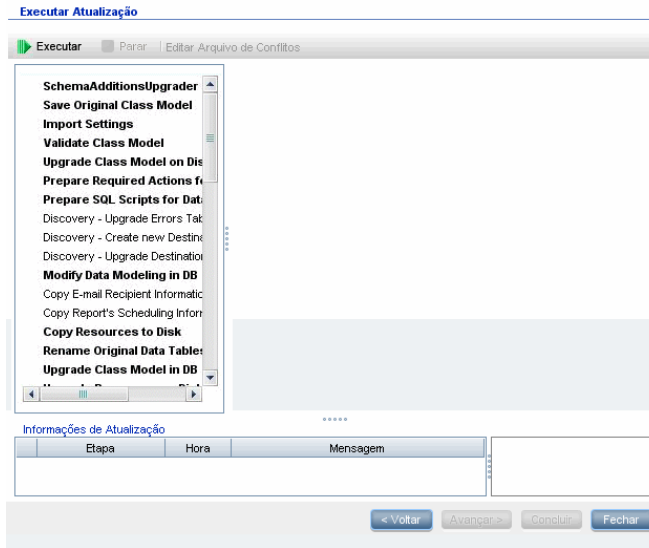 Executar Atualização
Executar Parar Editar Arquivo de Conflitos
SchemaAdditionsUpgrader
Save Original Class Model
Import Settings
Validate Class Model
Upgrade Class Model on Dis
Prepare Required Actions fo
Prepare SQL Scripts for Data
Discovery - Upgrade Errors Tab
Discovery - Create new Destina
Discovery - Upgrade Destination
Modify Data Modeling in DB
Copy E-mail Recipient Informatic
Copy Report's Scheduling Inforr
Copy Resources to Disk
Rename Original Data Tables
Upgrade Class Model in DB
Informações de Atualização
Etapa Hora Mensagem
< Voltar Avançar > Concluir Fechar